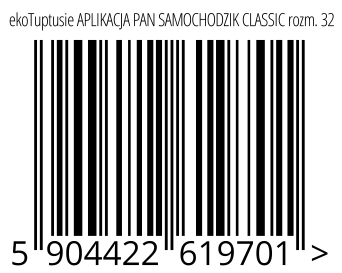 ekoTuptusie APLIKACJA PAN SAMOCHODZIK CLASSIC rozm. 32
5 904422 619701 >